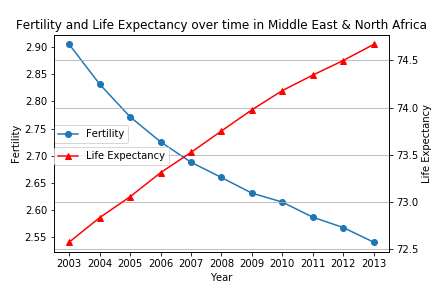 Fertility and Life Expectancy over time in Middle East & North Africa
2.90
2.85
2.80
2.75
2.70
2.65
2.60
2.55
Fertility
Fertility
Life Expectancy
74.5
74.0
73.5
73.0
72.5
Life Expectancy
2003 2004 2005 2006 2007 2008 2009 2010 2011 2012 2013
Year